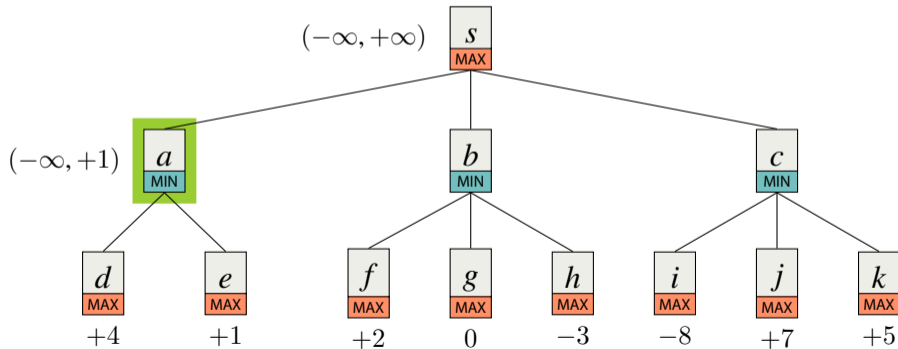 (−∞, +∞) s
MAX
(−∞, +1) a b c
MIN MIN MIN
d e f g h i j k
MAX MAX MAX MAX MAX MAX MAX MAX
+4 +1 +2 0 −3 −8 +7 +5